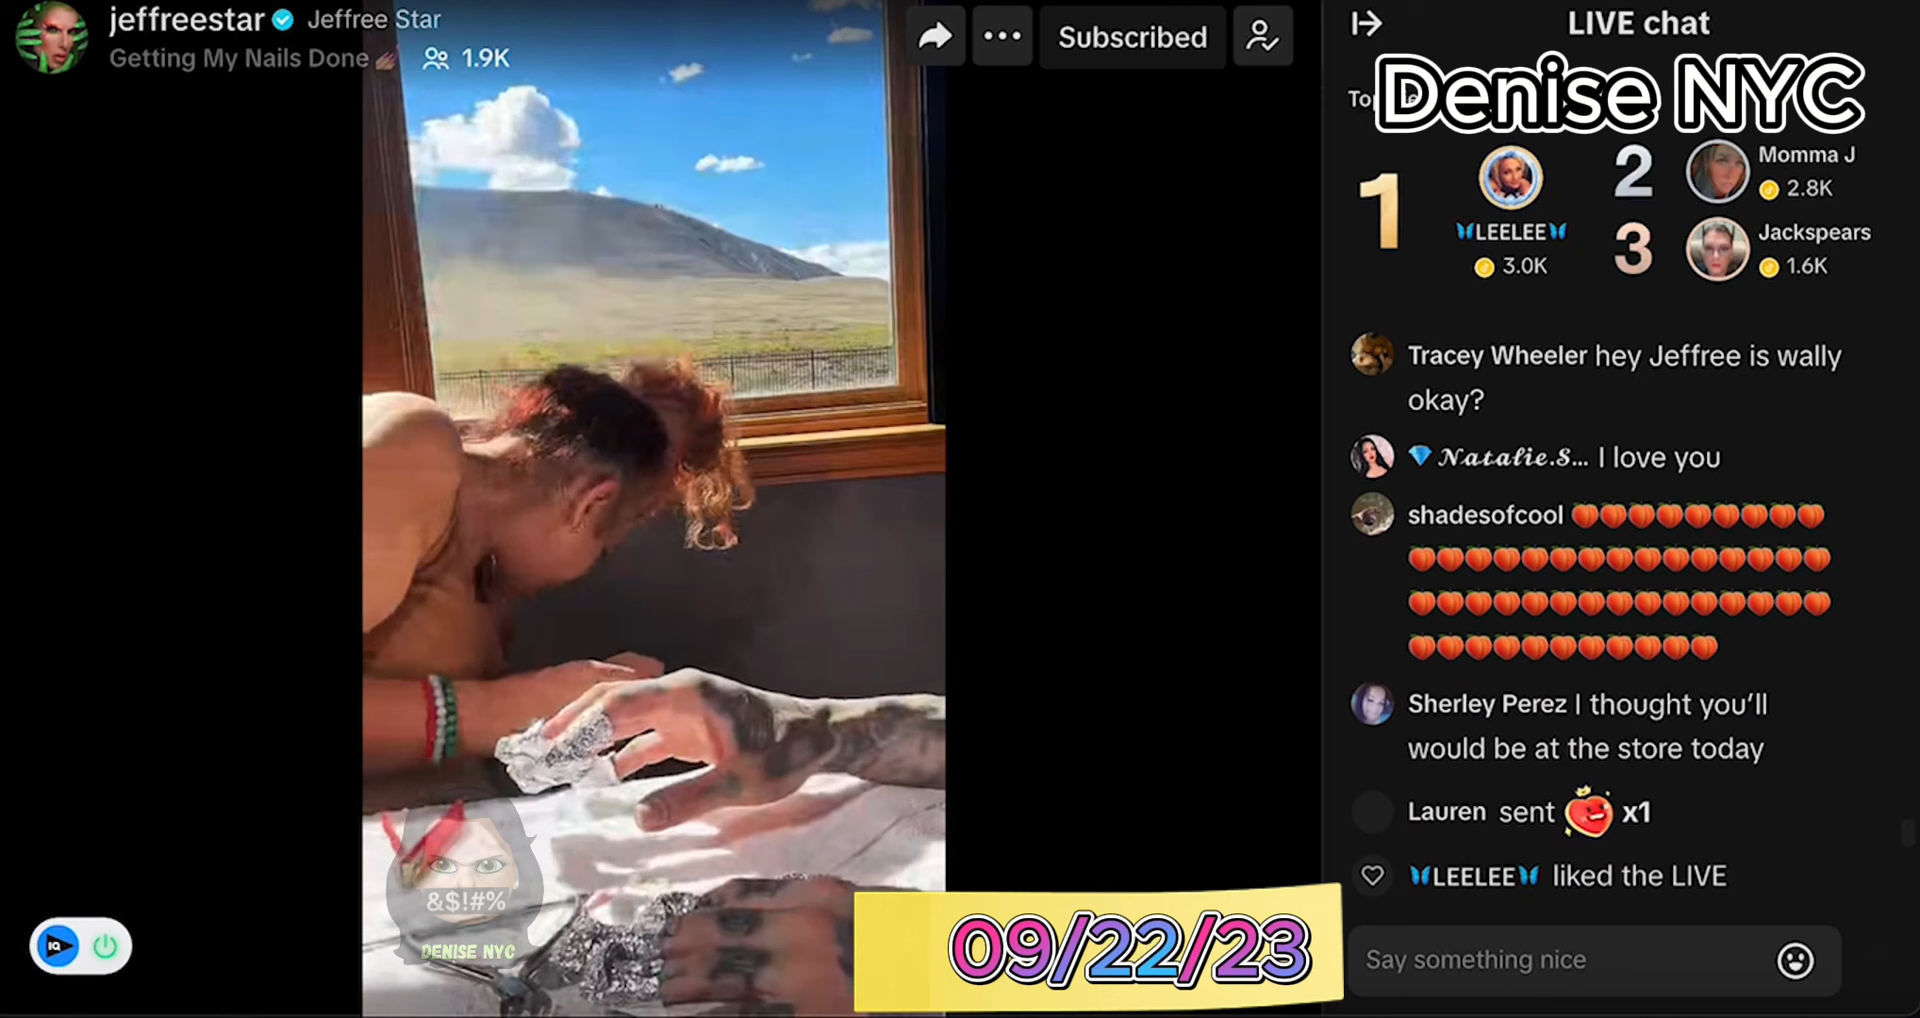 jeffreestar Jeffree Star
Getting My Nails Done 1.9K
Subscribed
LIVE chat
Denise NYC
1
LEELEE
3.0K
2
Momma J
2.8K
3
Jackspears
1.6K
Tracey Wheeler hey Jeffree is wally
okay?
Natalie.S... I love you
shadesofcool 🍑🍑🍑🍑🍑🍑🍑🍑🍑
🍑🍑🍑🍑🍑🍑🍑🍑🍑🍑🍑🍑🍑🍑🍑
🍑🍑🍑🍑🍑🍑🍑🍑🍑🍑🍑🍑🍑🍑🍑
🍑🍑🍑🍑🍑🍑🍑🍑🍑🍑🍑
Sherley Perez I thought you’ll
would be at the store today
Lauren sent x1
LEELEE liked the LIVE
Say something nice
&$!#%
DENISE NYC
IQ
09/22/23